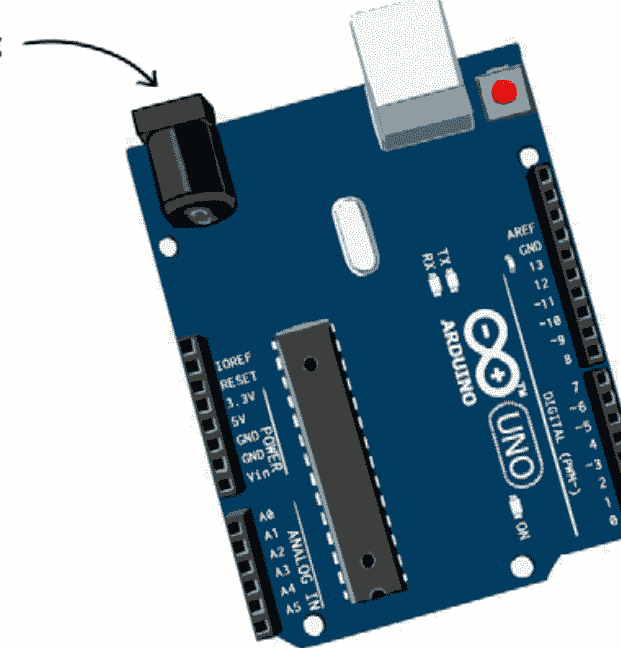 AREF
GND
13
12
~11
~10
~9
8
7
~6
~5
4
~3
2
1
0
DIGITAL (PWM~)
TX
RX
ARDUINO
TM
UNO
ON
IOREF
RESET
3.3V
5V
GND
GND
Vin
POWER
A0
A1
A2
A3
A4
A5
ANALOG IN